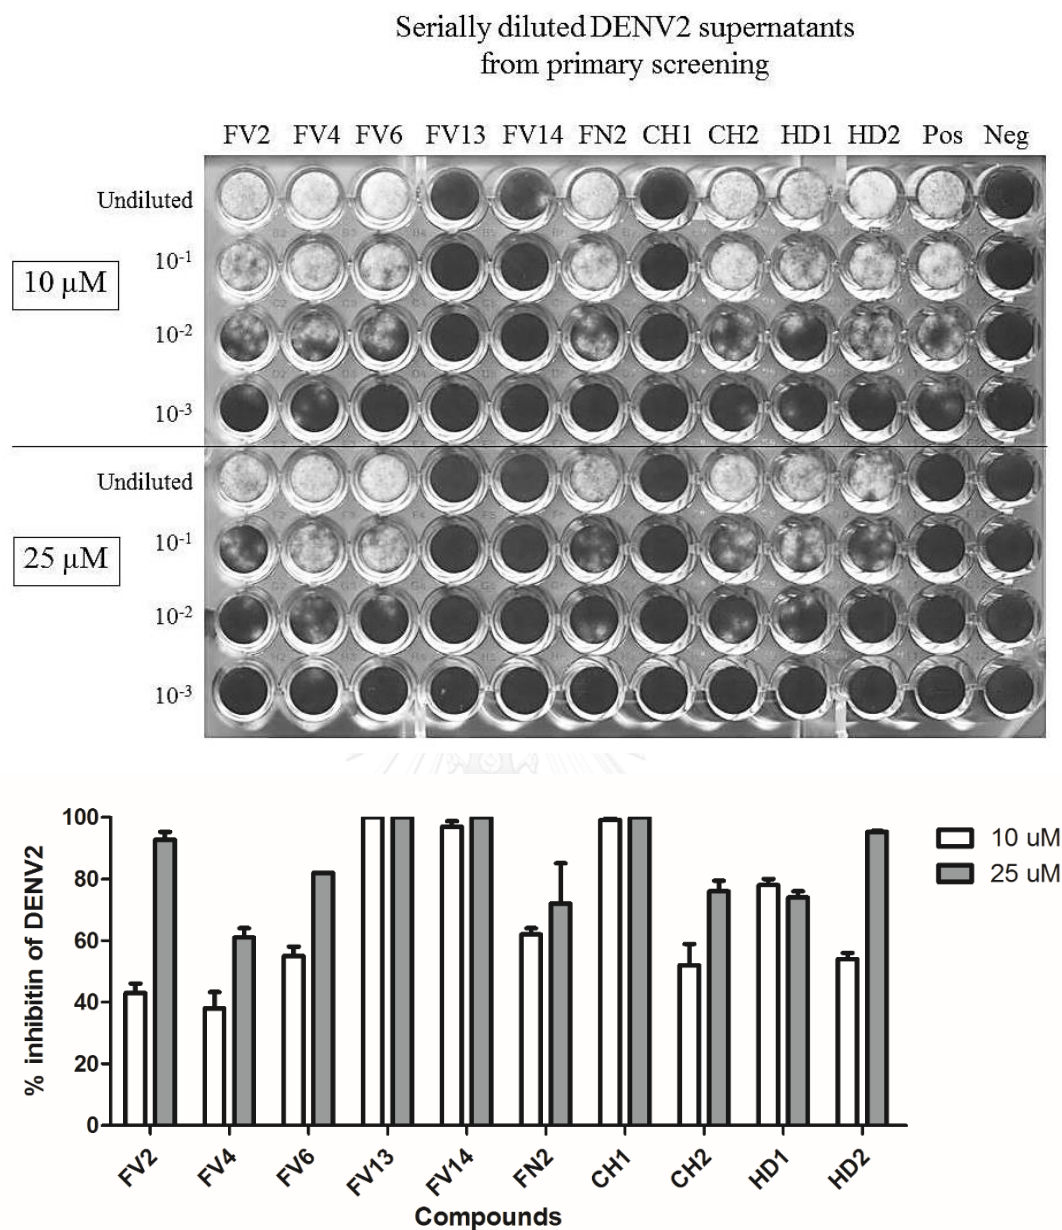 Serially diluted DENV2 supernatants
from primary screening
FV2 FV4 FV6 FV13 FV14 FN2 CH1 CH2 HD1 HD2 Pos Neg
Undiluted
10⁻¹
10 µM
10⁻²
10⁻³
Undiluted
10⁻¹
25 µM
10⁻²
10⁻³
% inhibitin of DENV2
100
80
60
40
20
0
10 uM
25 uM
FV2 FV4 FV6 FV13 FV14 FN2 CH1 CH2 HD1 HD2
Compounds